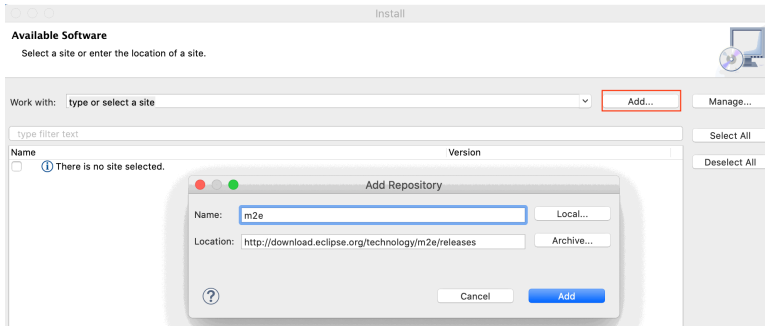 Install
Available Software
Select a site or enter the location of a site.
Work with: type or select a site Add... Manage...
type filter text Select All
Name Version
There is no site selected. Deselect All
Add Repository
Name: m2e Local...
Location: http://download.eclipse.org/technology/m2e/releases Archive...
? Cancel Add